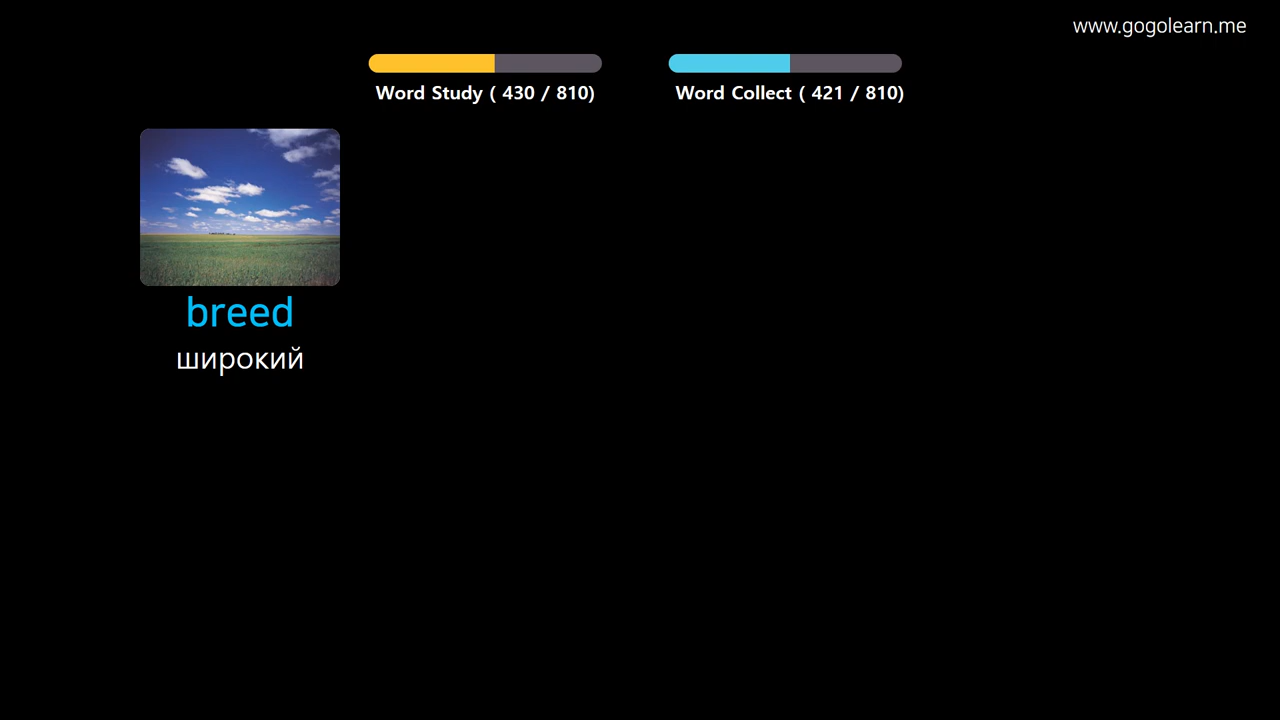 www.gogolearn.me
Word Study ( 430 / 810)
Word Collect ( 421 / 810)
breed
широкий